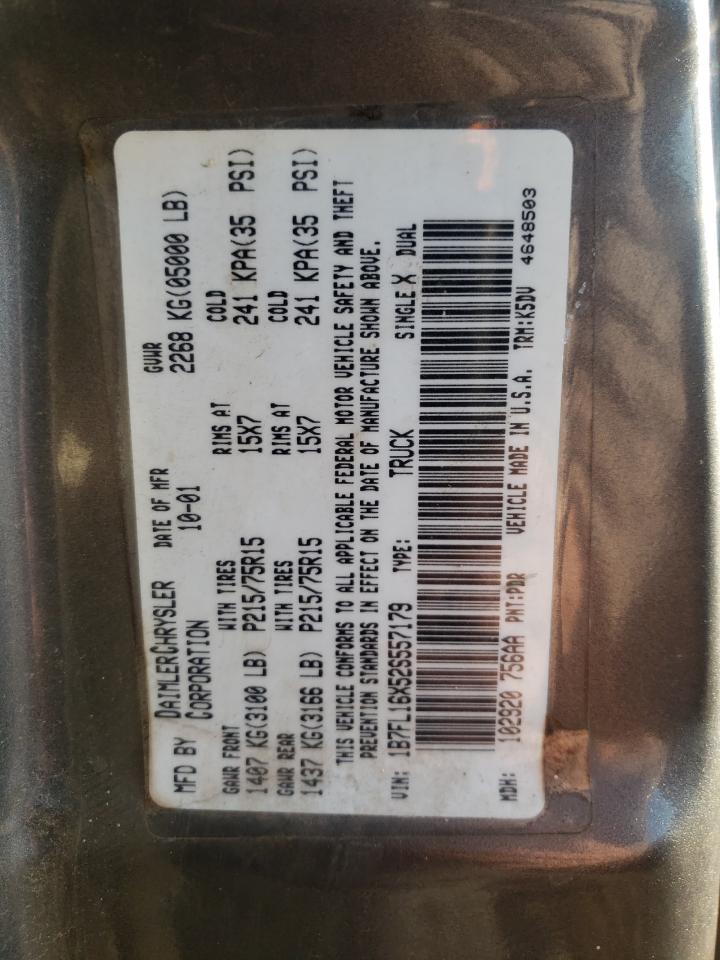 MFD BY DAIMLERCHRYSLER CORPORATION DATE OF MFR 10-01 GVWR 2268 KG(05000 LB)
GAWR FRONT WITH TIRES RIMS AT COLD
1407 KG(3100 LB) P215/75R15 15X7 241 KPA(35 PSI)
GAWR REAR WITH TIRES RIMS AT COLD
1437 KG(3166 LB) P215/75R15 15X7 241 KPA(35 PSI)
THIS VEHICLE CONFORMS TO ALL APPLICABLE FEDERAL MOTOR VEHICLE SAFETY AND THEFT
PREVENTION STANDARDS IN EFFECT ON THE DATE OF MANUFACTURE SHOWN ABOVE.
VIN: 1B7FL16X52S557179 TYPE: TRUCK SINGLE X DUAL
MDH: 102920 756AA PNT:PDR VEHICLE MADE IN U.S.A. TRM:K5DV 4648503